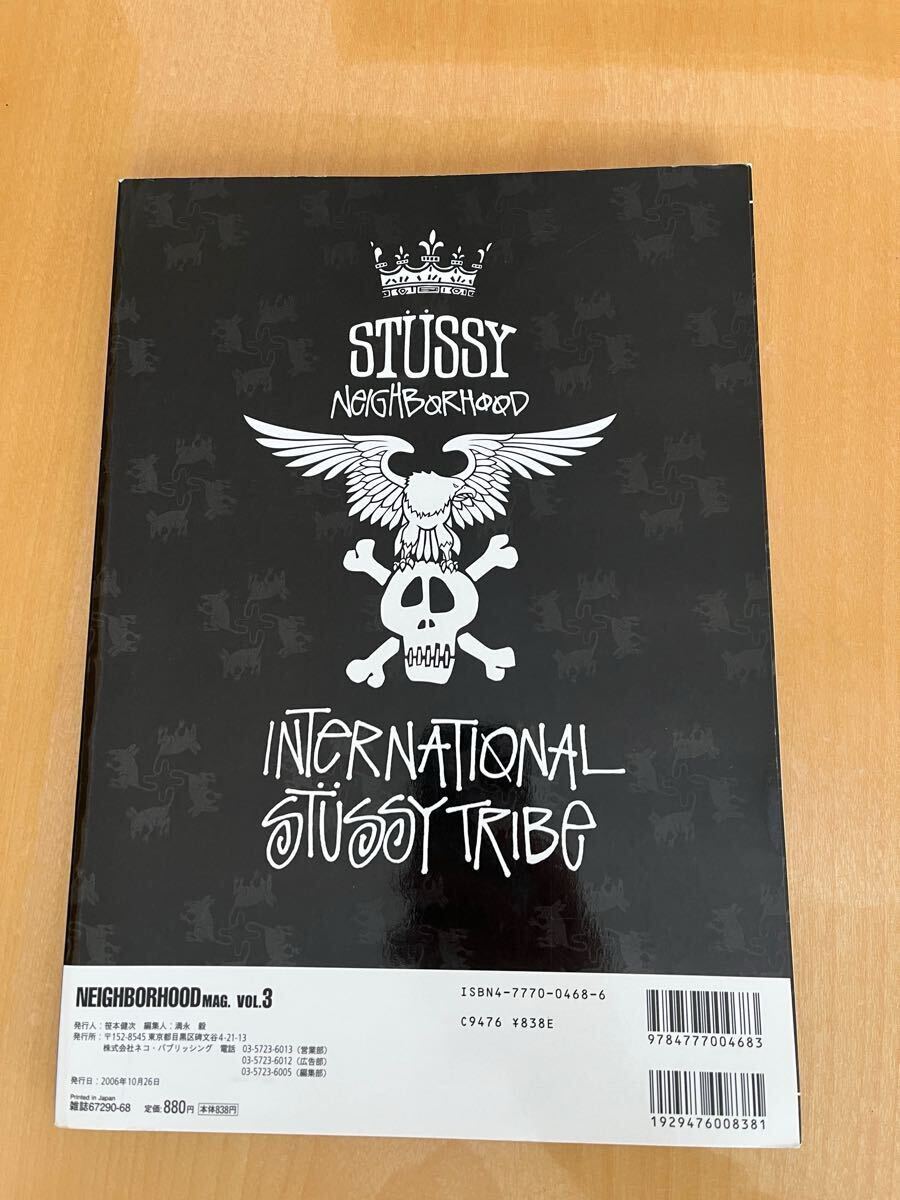 STÜSSY
NEIGHBORHOOD
INTERNATIONAL
STÜSSY TRIBE
NEIGHBORHOOD MAG. VOL.3
発行人：笹本健次 編集人：満永 毅
発行所：〒152-8545 東京都目黒区碑文谷4-21-13
株式会社ネコ・パブリッシング 電話 03-5723-6013（営業部）
03-5723-6012（広告部）
03-5723-6005（編集部）
発行日：2006年10月26日
Printed in Japan
雑誌67290-68 定価：880円 本体838円
ISBN4-7770-0468-6
C9476 ¥838E
9784777004683
1929476008381